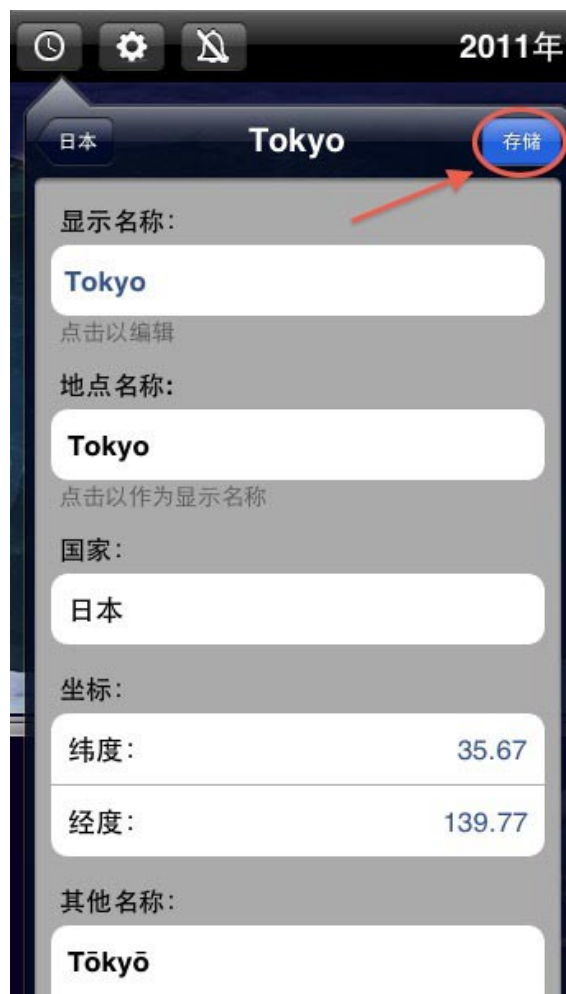 2011年
日本
Tokyo
存储
显示名称：
Tokyo
点击以编辑
地点名称:
Tokyo
点击以作为显示名称
国家：
日本
坐标：
纬度： 35.67
经度： 139.77
其他名称：
Tōkyō